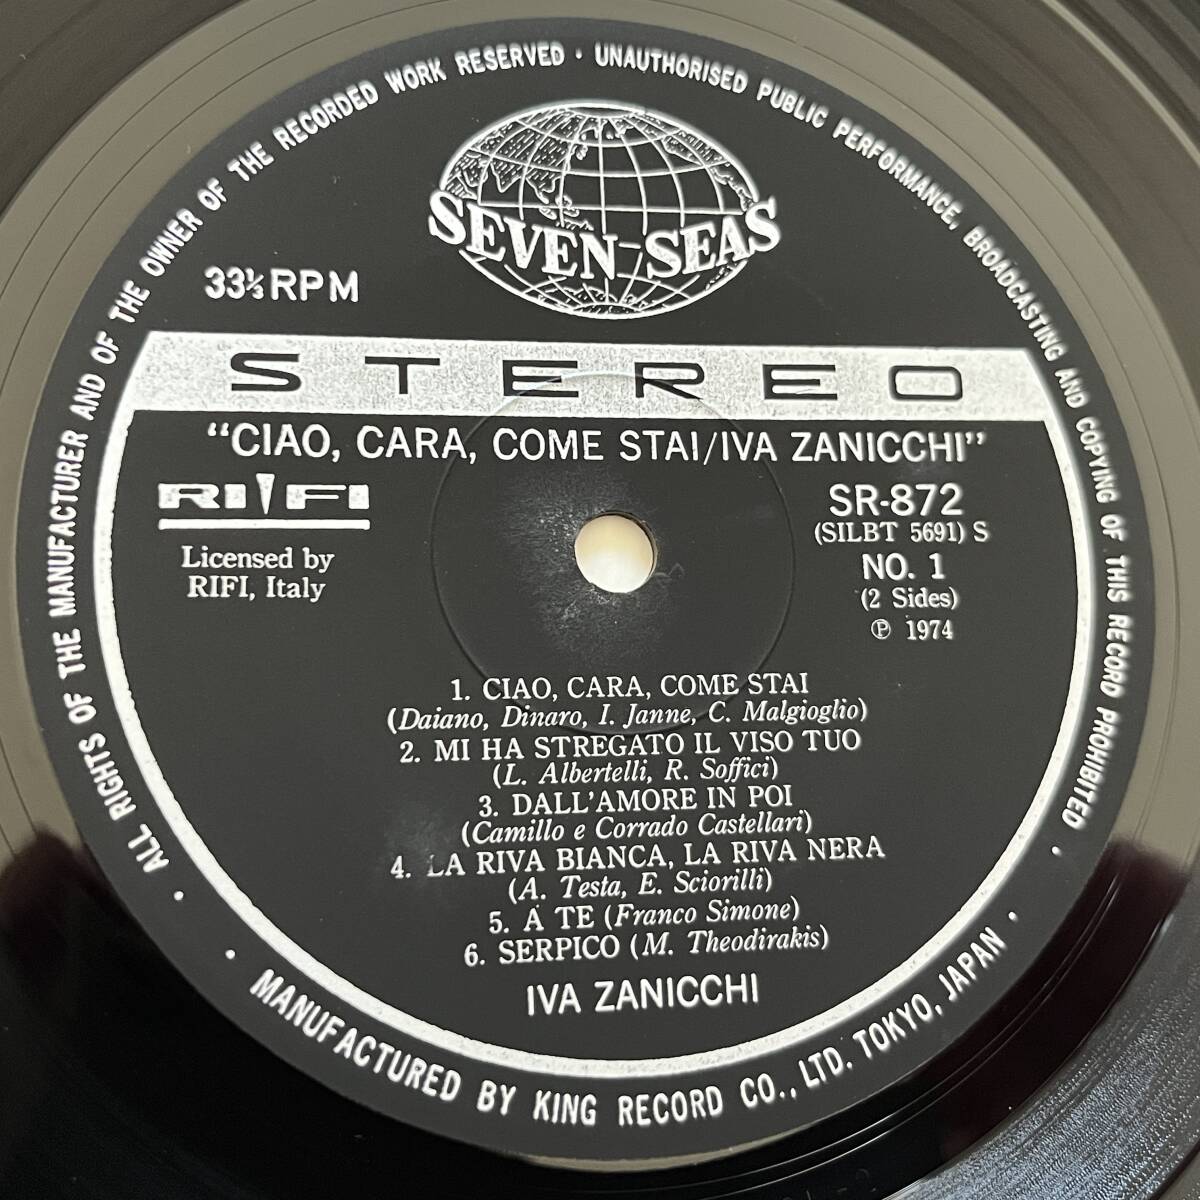 ALL RIGHTS OF THE MANUFACTURER AND OF THE OWNER OF THE RECORDED WORK RESERVED · UNAUTHORISED PUBLIC PERFORMANCE, BROADCASTING AND COPYING OF THIS RECORD PROHIBITED ·
SEVEN SEAS
33⅓RPM
STEREO
"CIAO, CARA, COME STAI/IVA ZANICCHI"
RIFI
Licensed by
RIFI, Italy
SR-872
(SILBT 5691) S
NO. 1
(2 Sides)
℗ 1974
1. CIAO, CARA, COME STAI
(Daiano, Dinaro, I. Janne, C. Malgioglio)
2. MI HA STREGATO IL VISO TUO
(L. Albertelli, R. Soffici)
3. DALL'AMORE IN POI
(Camillo e Corrado Castellari)
4. LA RIVA BIANCA, LA RIVA NERA
(A. Testa, E. Sciorilli)
5. A TE (Franco Simone)
6. SERPICO (M. Theodirakis)
IVA ZANICCHI
· MANUFACTURED BY KING RECORD CO., LTD. TOKYO, JAPAN ·